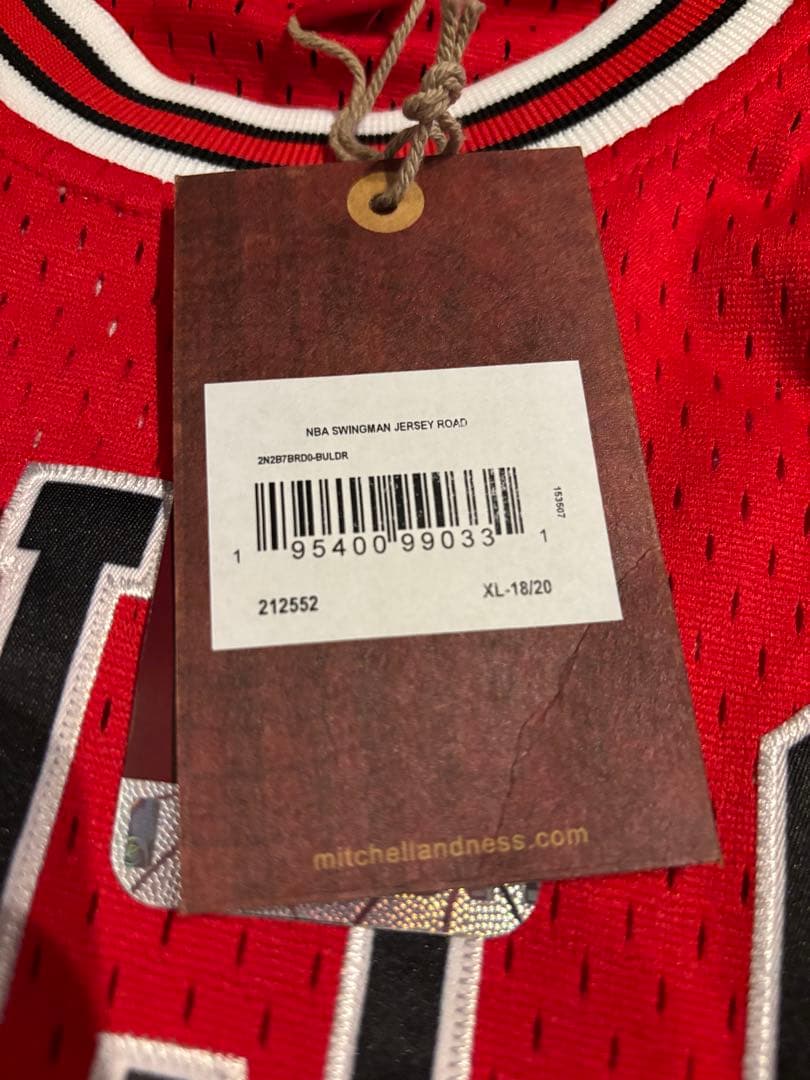 NBA SWINGMAN JERSEY ROAD
2N2B7BRD0-BULDR
153507
1 95400 99033 1
212552 XL-18/20
mitchellandness.com